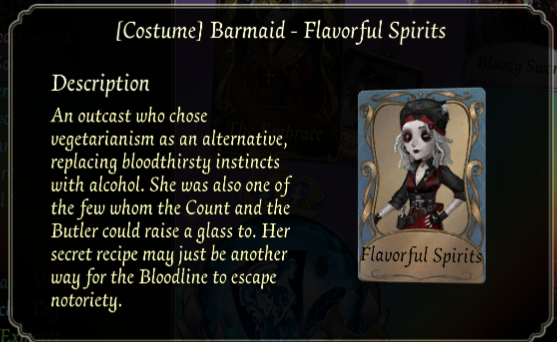 [Costume] Barmaid - Flavorful Spirits
Description
An outcast who chose
vegetarianism as an alternative,
replacing bloodthirsty instincts
with alcohol. She was also one of
the few whom the Count and the
Butler could raise a glass to. Her
secret recipe may just be another
way for the Bloodline to escape
notoriety.
Flavorful Spirits